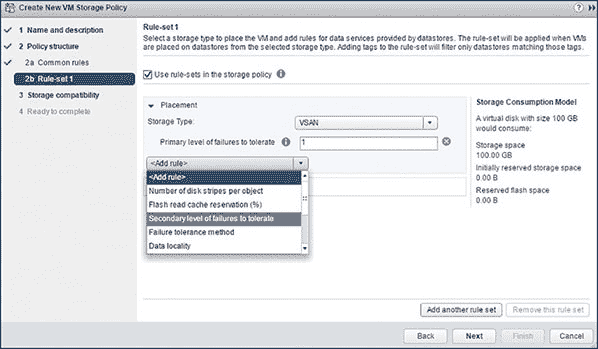 Create New VM Storage Policy
1 Name and description
2 Policy structure
2a Common rules
2b Rule-set 1
3 Storage compatibility
4 Ready to complete
Rule-set 1
Select a storage type to place the VM and add rules for data services provided by datastores. The rule-set will be applied when VMs
are placed on datastores from the selected storage type. Adding tags to the rule-set will filter only datastores matching those tags.
Use rule-sets in the storage policy
Placement
Storage Type:
VSAN
Primary level of failures to tolerate
1
<Add rule>
<Add rule>
Number of disk stripes per object
Flash read cache reservation (%)
Secondary level of failures to tolerate
Failure tolerance method
Data locality
Storage Consumption Model
A virtual disk with size 100 GB
would consume:
Storage space
100.00 GB
Initially reserved storage space
0.00 B
Reserved flash space
0.00 B
Add another rule set
Remove this rule set
Back
Next
Finish
Cancel